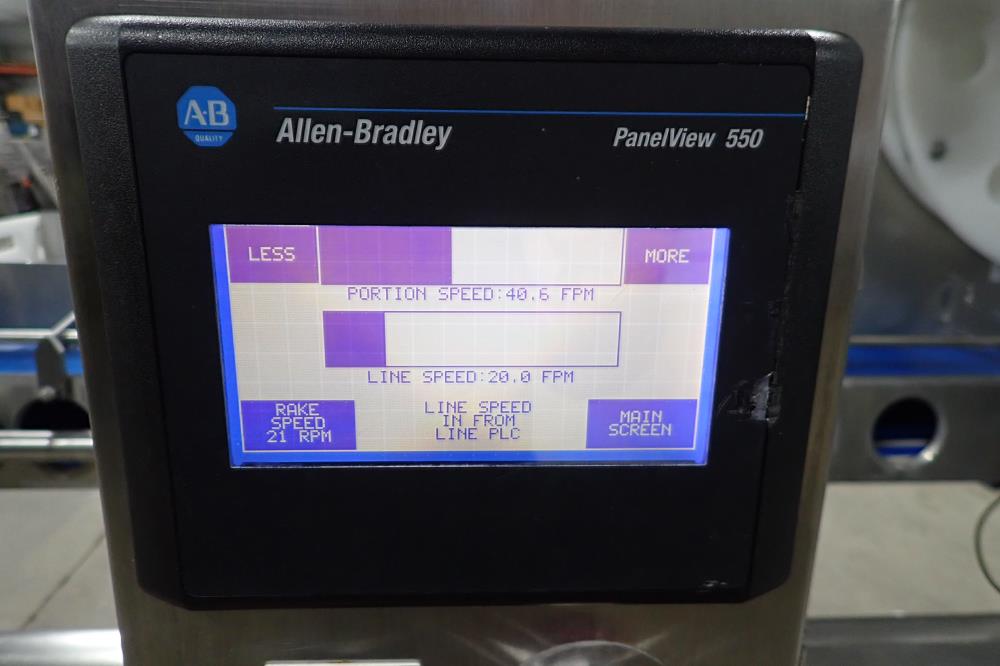 A·B
QUALITY
Allen-Bradley
PanelView 550
LESS
MORE
PORTION SPEED:40.6 FPM
LINE SPEED:20.0 FPM
RAKE
SPEED
21 RPM
LINE SPEED
IN FROM
LINE PLC
MAIN
SCREEN